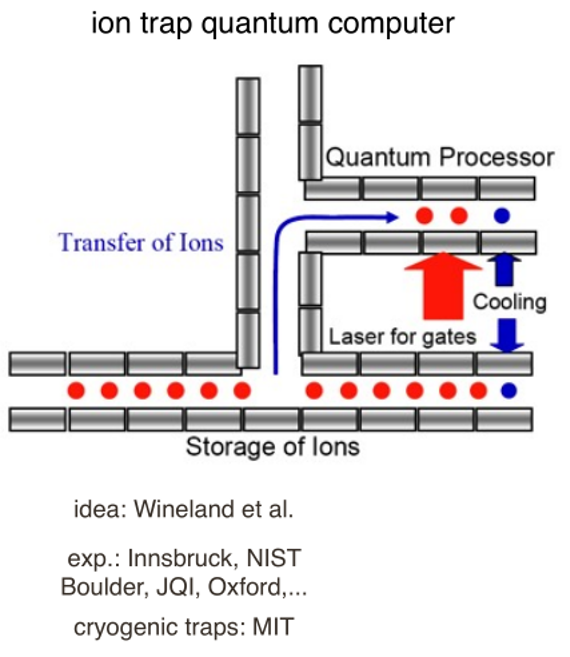 ion trap quantum computer
Quantum Processor
Transfer of Ions
Cooling
Laser for gates
Storage of Ions
idea: Wineland et al.
exp.: Innsbruck, NIST
Boulder, JQI, Oxford,...
cryogenic traps: MIT